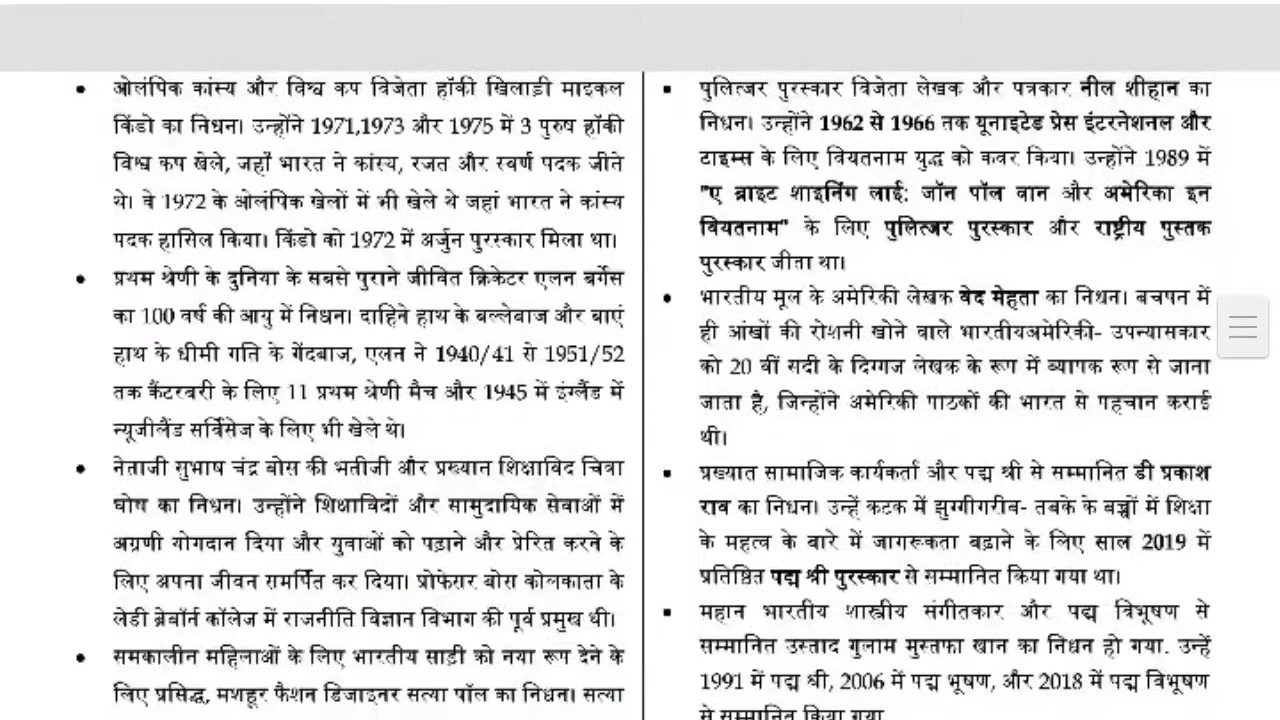 ओलंपिक कांस्य और विश्व कप विजेता हॉकी खिलाड़ी माइकल
किंडो का निधन। उन्होंने 1971,1973 और 1975 में 3 पुरुष हॉकी
विश्व कप खेले, जहाँ भारत ने कांस्य, रजत और स्वर्ण पदक जीते
थे। वे 1972 के ओलंपिक खेलों में भी खेले थे जहां भारत ने कांस्य
पदक हासिल किया। किंडो को 1972 में अर्जुन पुरस्कार मिला था।
प्रथम श्रेणी के दुनिया के सबसे पुराने जीवित क्रिकेटर एलन बर्गेस
का 100 वर्ष की आयु में निधन। दाहिने हाथ के बल्लेबाज और बाएं
हाथ के धीमी गति के गेंदबाज, एलन ने 1940/41 से 1951/52
तक कैंटरबरी के लिए 11 प्रथम श्रेणी मैच और 1945 में इंग्लैंड में
न्यूजीलैंड सर्विसेज के लिए भी खेले थे।
नेताजी सुभाष चंद्र बोस की भतीजी और प्रख्यान शिक्षाविद चित्रा
घोष का निधन। उन्होंने शिक्षाविदों और सामुदायिक सेवाओं में
अग्रणी योगदान दिया और युवाओं को पढ़ाने और प्रेरित करने के
लिए अपना जीवन समर्पित कर दिया। प्रोफेसर बोस कोलकाता के
लेडी ब्रेबॉर्न कॉलेज में राजनीति विज्ञान विभाग की पूर्व प्रमुख थी।
समकालीन महिलाओं के लिए भारतीय साड़ी को नया रूप देने के
लिए प्रसिद्ध, मशहूर फैशन डिजाइनर सत्या पॉल का निधन। सत्या
पुलित्जर पुरस्कार विजेता लेखक और पत्रकार नील शीहान का
निधन। उन्होंने 1962 से 1966 तक यूनाइटेड प्रेस इंटरनेशनल और
टाइम्स के लिए वियतनाम युद्ध को कवर किया। उन्होंने 1989 में
"ए ब्राइट शाइनिंग लाई: जॉन पॉल वान और अमेरिका इन
वियतनाम" के लिए पुलित्जर पुरस्कार और राष्ट्रीय पुस्तक
पुरस्कार जीता था।
भारतीय मूल के अमेरिकी लेखक वेद मेहता का निधन। बचपन में
ही आंखों की रोशनी खोने वाले भारतीयअमेरिकी- उपन्यासकार
को 20 वीं सदी के दिग्गज लेखक के रूप में व्यापक रूप से जाना
जाता है, जिन्होंने अमेरिकी पाठकों की भारत से पहचान कराई
थी।
प्रख्यात सामाजिक कार्यकर्ता और पद्म श्री से सम्मानित डी प्रकाश
राव का निधन। उन्हें कटक में झुग्गीगरीब- तबके के बच्चों में शिक्षा
के महत्व के बारे में जागरूकता बढ़ाने के लिए साल 2019 में
प्रतिष्ठित पद्म श्री पुरस्कार से सम्मानित किया गया था।
महान भारतीय शास्त्रीय संगीतकार और पद्म विभूषण से
सम्मानित उस्ताद गुलाम मुस्तफा खान का निधन हो गया. उन्हें
1991 में पद्म श्री, 2006 में पद्म भूषण, और 2018 में पद्म विभूषण
से सम्मानित किया गया